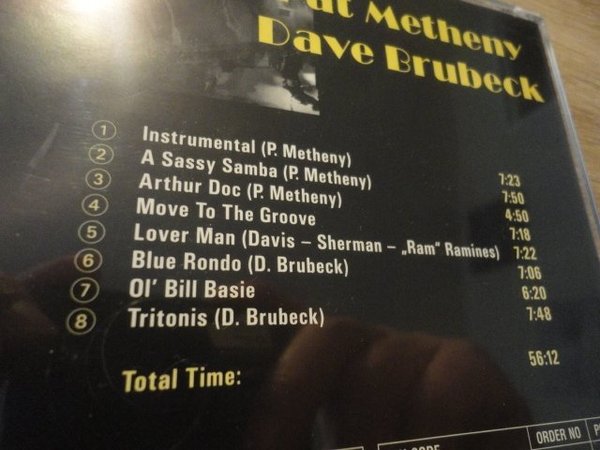 Pat Metheny
Dave Brubeck
1 Instrumental (P. Metheny) 7:23
2 A Sassy Samba (P. Metheny) 7:50
3 Arthur Doc (P. Metheny) 4:50
4 Move To The Groove 7:18
5 Lover Man (Davis – Sherman – „Ram" Ramines) 7:22
6 Blue Rondo (D. Brubeck) 7:06
7 Ol' Bill Basie 6:20
8 Tritonis (D. Brubeck) 7:48
Total Time: 56:12
ORDER NO